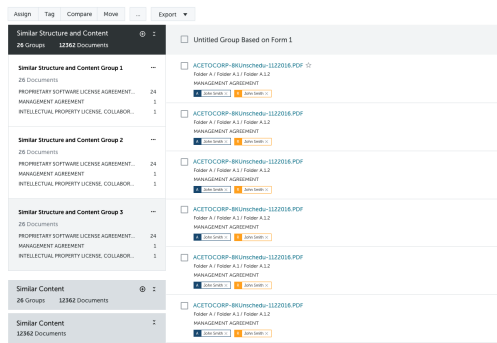 Assign Tag Compare Move ... Export
Similar Structure and Content
26 Groups 12362 Documents
Similar Structure and Content Group 1
26 Documents
PROPRIETARY SOFTWARE LICENSE AGREEMENT... 24
MANAGEMENT AGREEMENT 1
INTELLECTUAL PROPERTY LICENSE, COLLABOR... 1
Similar Structure and Content Group 2
26 Documents
PROPRIETARY SOFTWARE LICENSE AGREEMENT... 24
MANAGEMENT AGREEMENT 1
INTELLECTUAL PROPERTY LICENSE, COLLABOR... 1
Similar Structure and Content Group 3
26 Documents
PROPRIETARY SOFTWARE LICENSE AGREEMENT... 24
MANAGEMENT AGREEMENT 1
INTELLECTUAL PROPERTY LICENSE, COLLABOR... 1
Similar Content
26 Groups 12362 Documents
Similar Content
12362 Documents
Untitled Group Based on Form 1
ACETOCORP-8KUnschedu-1122016.PDF
Folder A / Folder A.1 / Folder A.1.2
MANAGEMENT AGREEMENT
John Smith John Smith
ACETOCORP-8KUnschedu-1122016.PDF
Folder A / Folder A.1 / Folder A.1.2
MANAGEMENT AGREEMENT
John Smith John Smith
ACETOCORP-8KUnschedu-1122016.PDF
Folder A / Folder A.1 / Folder A.1.2
MANAGEMENT AGREEMENT
John Smith John Smith
ACETOCORP-8KUnschedu-1122016.PDF
Folder A / Folder A.1 / Folder A.1.2
MANAGEMENT AGREEMENT
John Smith John Smith
ACETOCORP-8KUnschedu-1122016.PDF
Folder A / Folder A.1 / Folder A.1.2
MANAGEMENT AGREEMENT
John Smith John Smith
ACETOCORP-8KUnschedu-1122016.PDF
Folder A / Folder A.1 / Folder A.1.2
MANAGEMENT AGREEMENT
John Smith John Smith